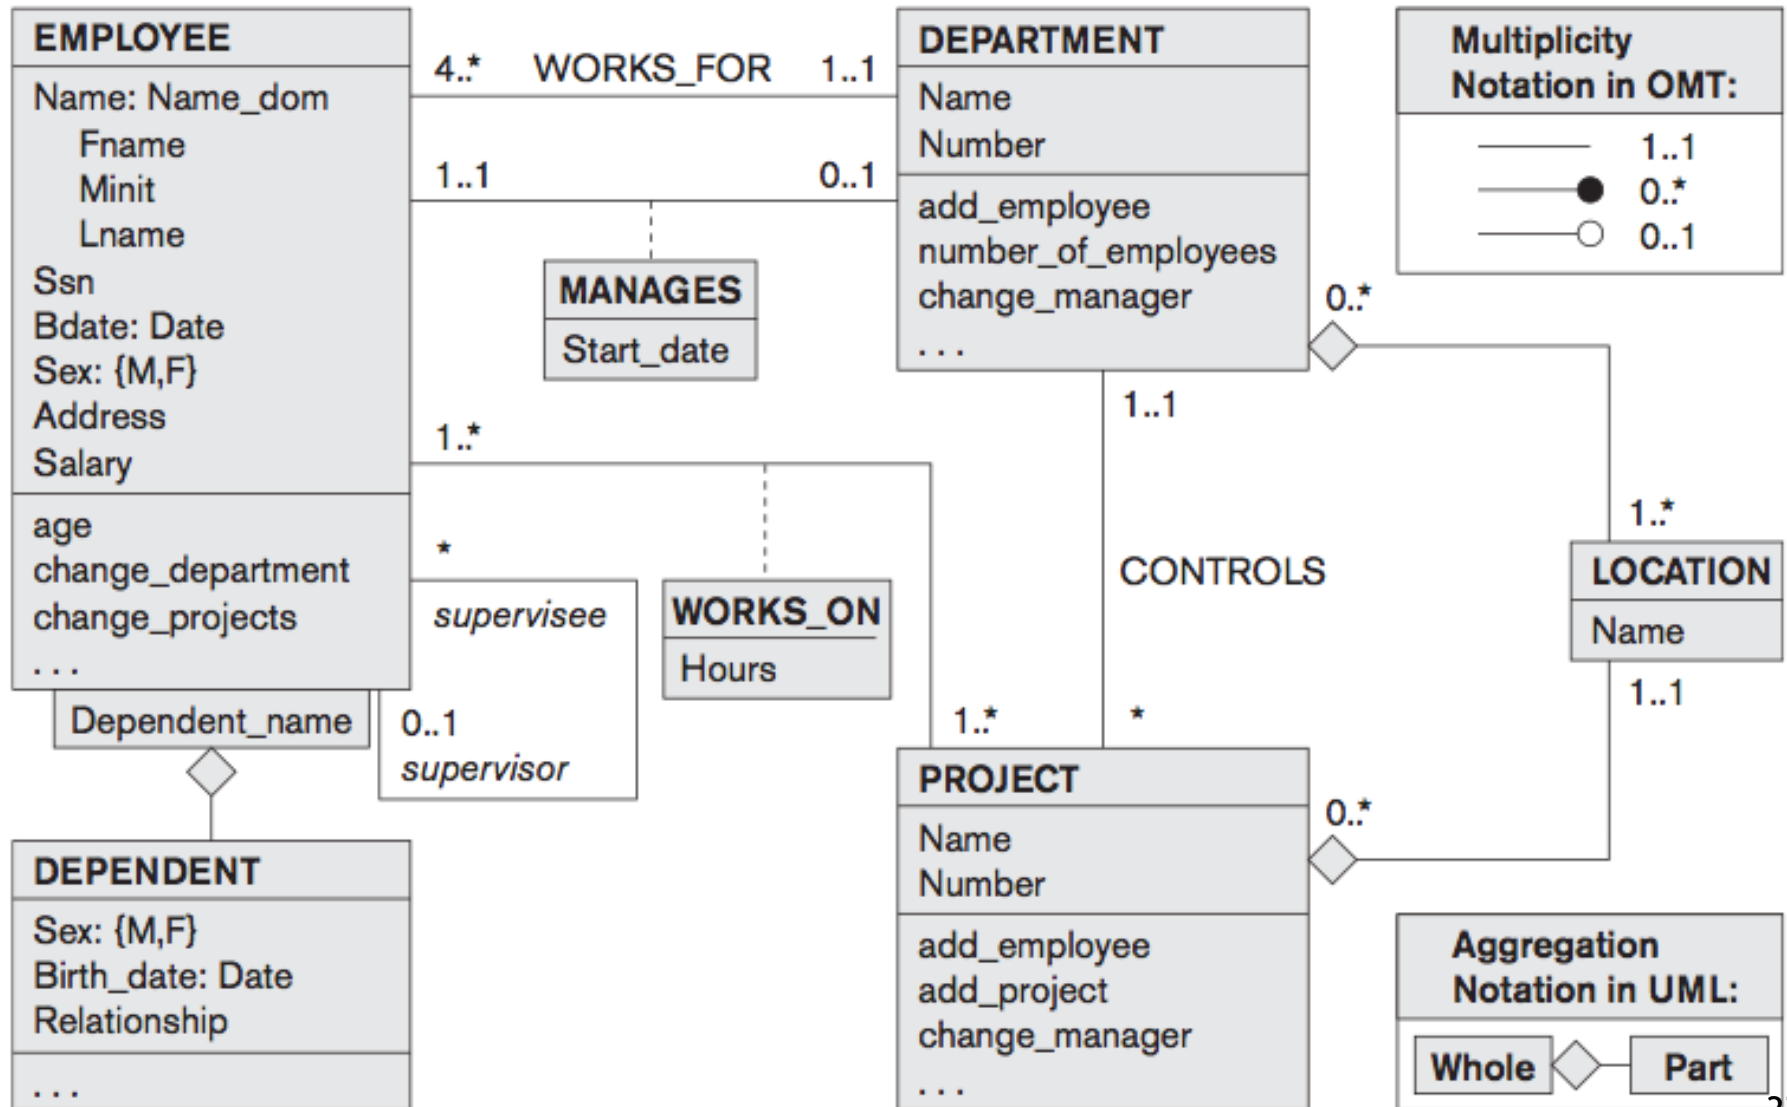 EMPLOYEE
Name: Name_dom
Fname
Minit
Lname
Ssn
Bdate: Date
Sex: {M,F}
Address
Salary
age
change_department
change_projects
. . .
Dependent_name
DEPENDENT
Sex: {M,F}
Birth_date: Date
Relationship
. . .
4..* WORKS_FOR 1..1
1..1 0..1
MANAGES
Start_date
1..*
*
supervisee
0..1
supervisor
WORKS_ON
Hours
1..*
DEPARTMENT
Name
Number
add_employee
number_of_employees
change_manager
. . .
1..1
CONTROLS
*
PROJECT
Name
Number
add_employee
add_project
change_manager
. . .
0..*
1..*
LOCATION
Name
1..1
0..*
Multiplicity
Notation in OMT:
1..1
0..*
0..1
Aggregation
Notation in UML:
Whole Part